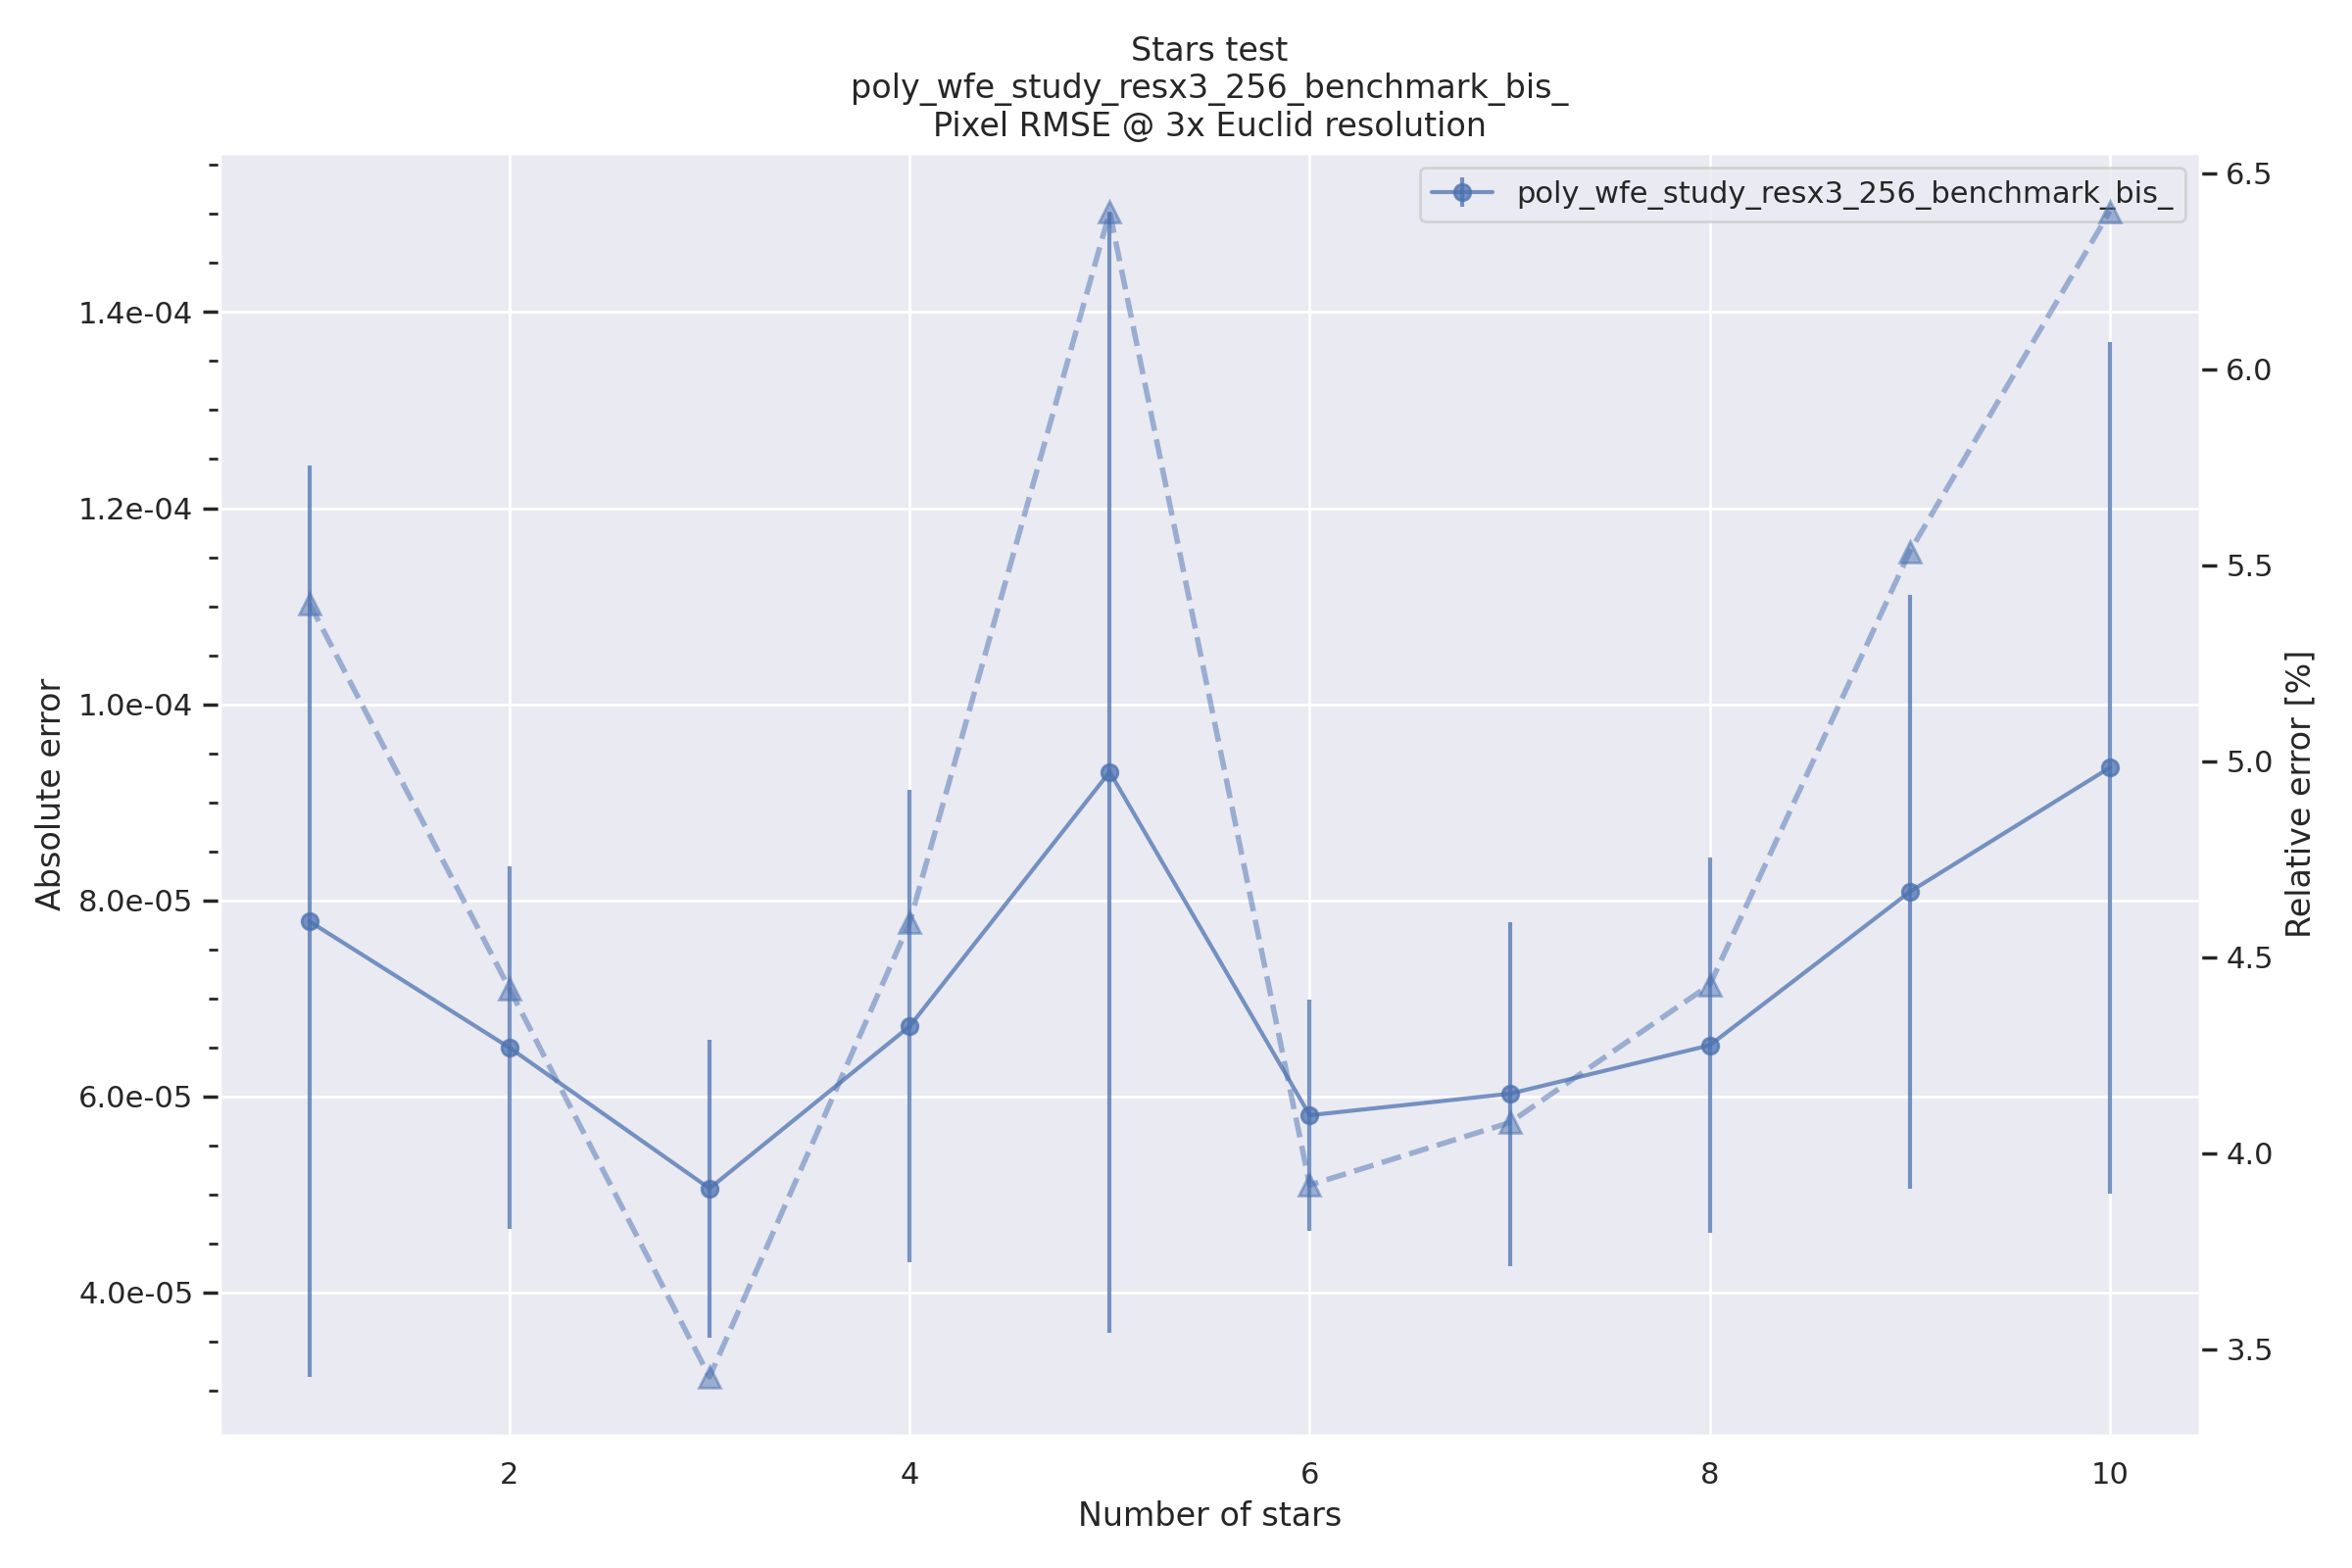 Stars test
poly_wfe_study_resx3_256_benchmark_bis_
Pixel RMSE @ 3x Euclid resolution
poly_wfe_study_resx3_256_benchmark_bis_
Absolute error
1.4e-04
1.2e-04
1.0e-04
8.0e-05
6.0e-05
4.0e-05
6.5
6.0
5.5
5.0
4.5
4.0
3.5
Relative error [%]
2 4 6 8 10
Number of stars